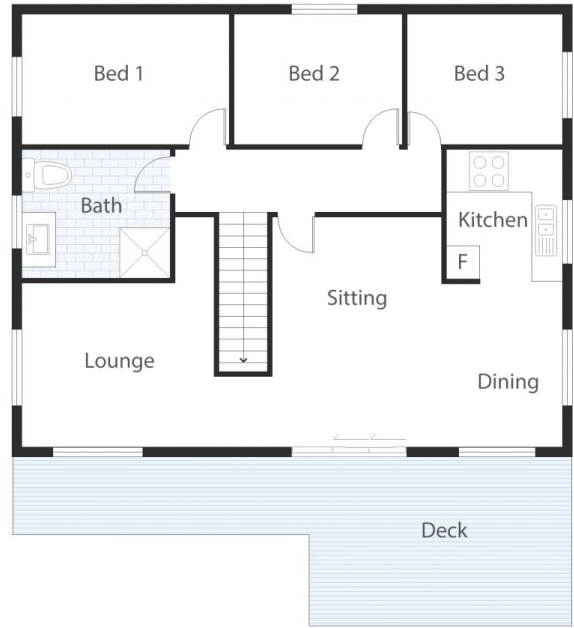 Bed 1
Bed 2
Bed 3
Bath
Kitchen
F
Sitting
Lounge
Dining
Deck